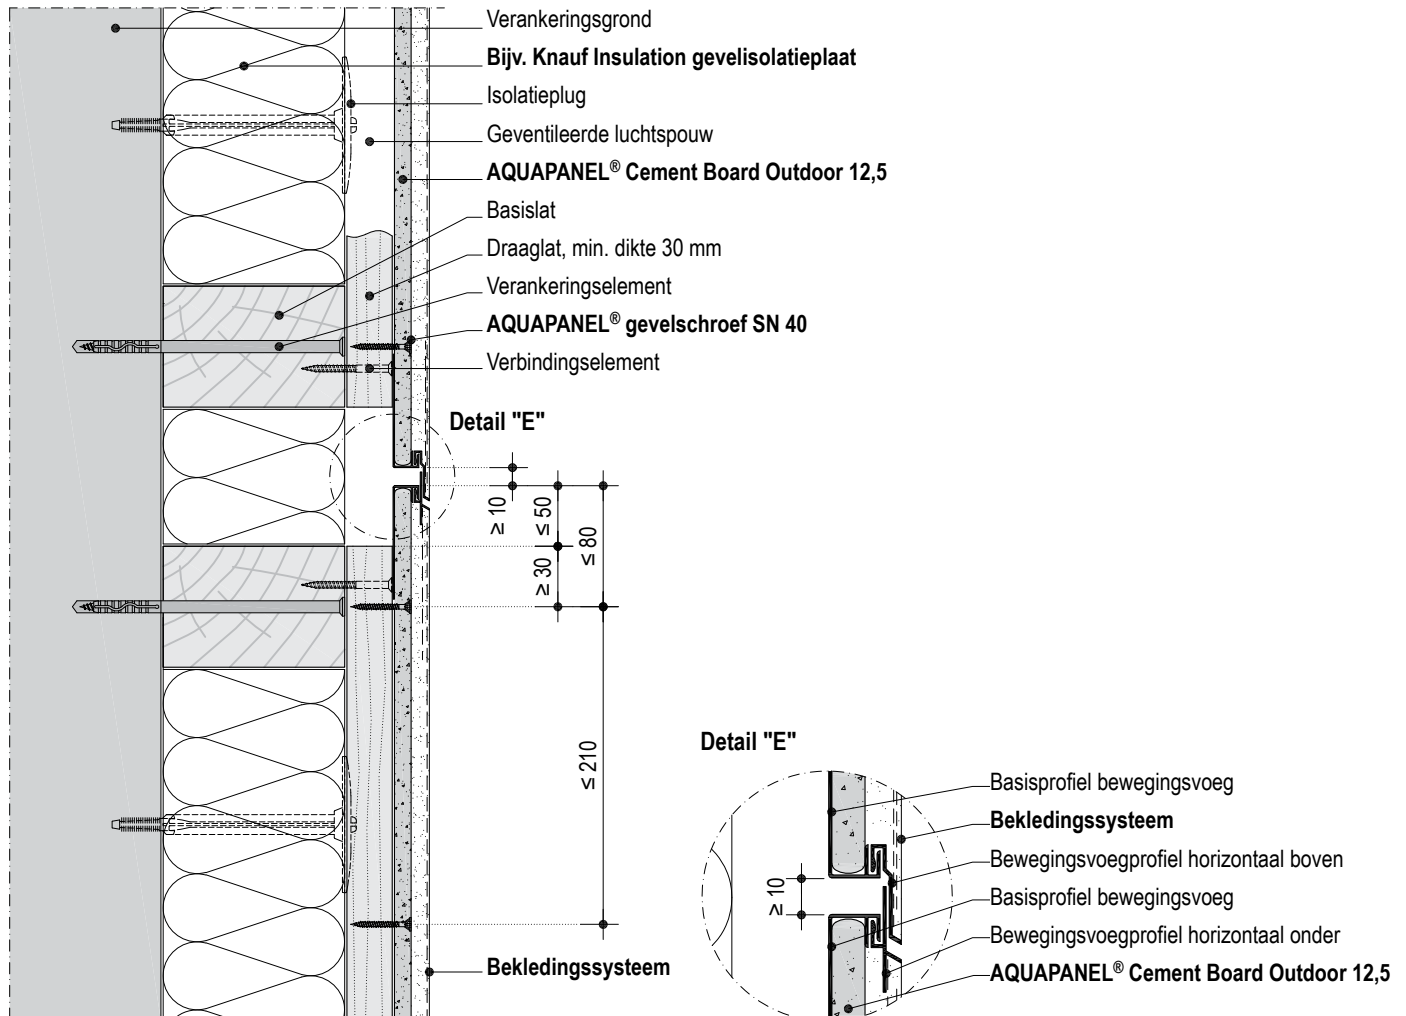 Verankeringsgrond
Bijv. Knauf Insulation gevelisolatieplaat
Isolatieplug
Geventileerde luchtspouw
AQUAPANEL® Cement Board Outdoor 12,5
Basislat
Draaglat, min. dikte 30 mm
Verankeringselement
AQUAPANEL® gevelschroef SN 40
Verbindingselement
Detail "E"
≥ 10
≤ 50
≤ 80
≥ 30
≤ 210
Bekledingssysteem
Detail "E"
Basisprofiel bewegingsvoeg
Bekledingssysteem
Bewegingsvoegprofiel horizontaal boven
≥ 10
Basisprofiel bewegingsvoeg
Bewegingsvoegprofiel horizontaal onder
AQUAPANEL® Cement Board Outdoor 12,5